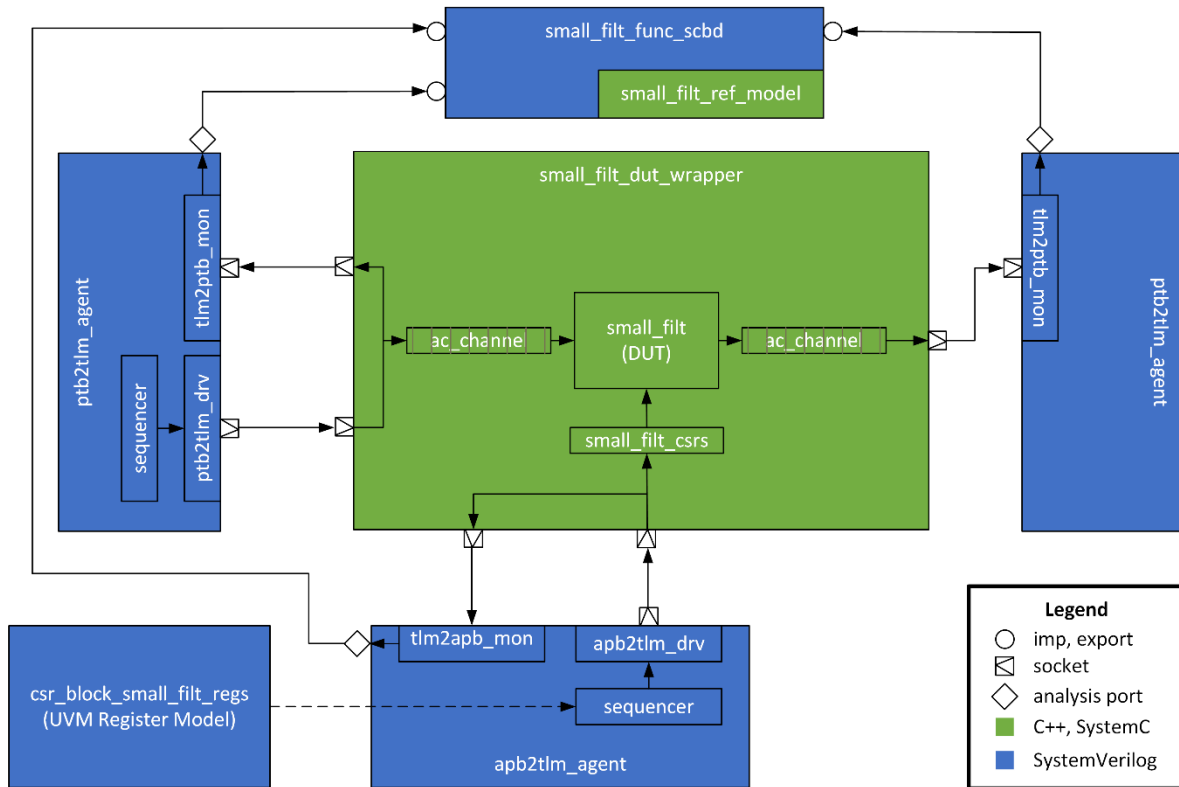 small_filt_func_scbd
small_filt_ref_model
small_filt_dut_wrapper
ptb2tlm_agent
tlm2ptb_mon
sequencer
ptb2tlm_drv
ac_channel
small_filt
(DUT)
ac_channel
small_filt_csrs
tlm2ptb_mon
ptb2tlm_agent
csr_block_small_filt_regs
(UVM Register Model)
tlm2apb_mon
apb2tlm_drv
sequencer
apb2tlm_agent
Legend
imp, export
socket
analysis port
C++, SystemC
SystemVerilog